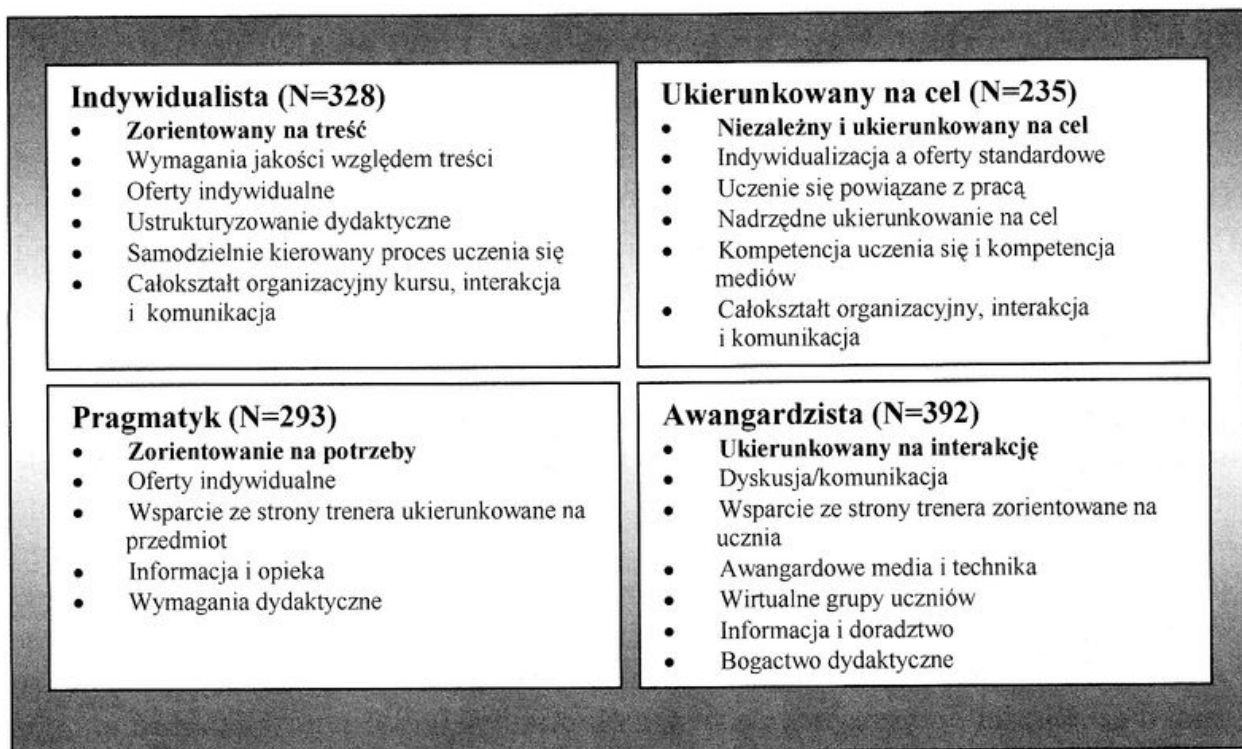 Indywidualista (N=328)
• Zorientowany na treść
• Wymagania jakości względem treści
• Oferty indywidualne
• Ustrukturyzowanie dydaktyczne
• Samodzielnie kierowany proces uczenia się
• Całokształt organizacyjny kursu, interakcja
i komunikacja
Ukierunkowany na cel (N=235)
• Niezależny i ukierunkowany na cel
• Indywidualizacja a oferty standardowe
• Uczenie się powiązane z pracą
• Nadrzędne ukierunkowanie na cel
• Kompetencja uczenia się i kompetencja
mediów
• Całokształt organizacyjny, interakcja
i komunikacja
Pragmatyk (N=293)
• Zorientowanie na potrzeby
• Oferty indywidualne
• Wsparcie ze strony trenera ukierunkowane na
przedmiot
• Informacja i opieka
• Wymagania dydaktyczne
Awangardzista (N=392)
• Ukierunkowany na interakcję
• Dyskusja/komunikacja
• Wsparcie ze strony trenera zorientowane na
ucznia
• Awangardowe media i technika
• Wirtualne grupy uczniów
• Informacja i doradztwo
• Bogactwo dydaktyczne